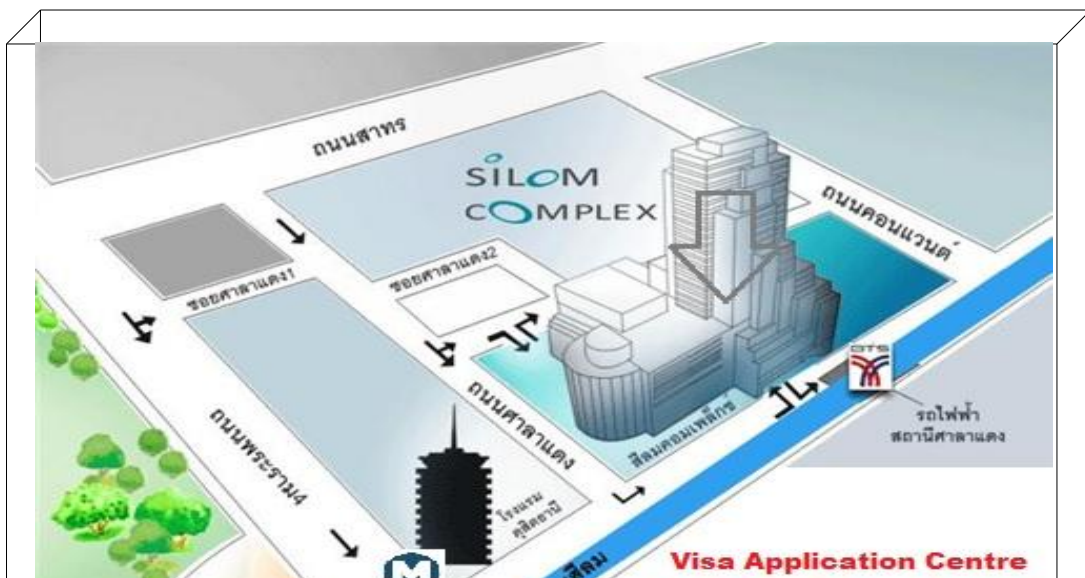 ถนนสาทร
SILOM
COMPLEX
ถนนคอนแวนต์
ซอยศาลาแดง2
ซอยศาลาแดง1
BTS
รถไฟฟ้า
สถานีศาลาแดง
ถนนศาลาแดง
สีลมคอมเพล็กซ์
ถนนพระราม4
โรงแรม
ดุสิตธานี
M
สีลม
Visa Application Centre